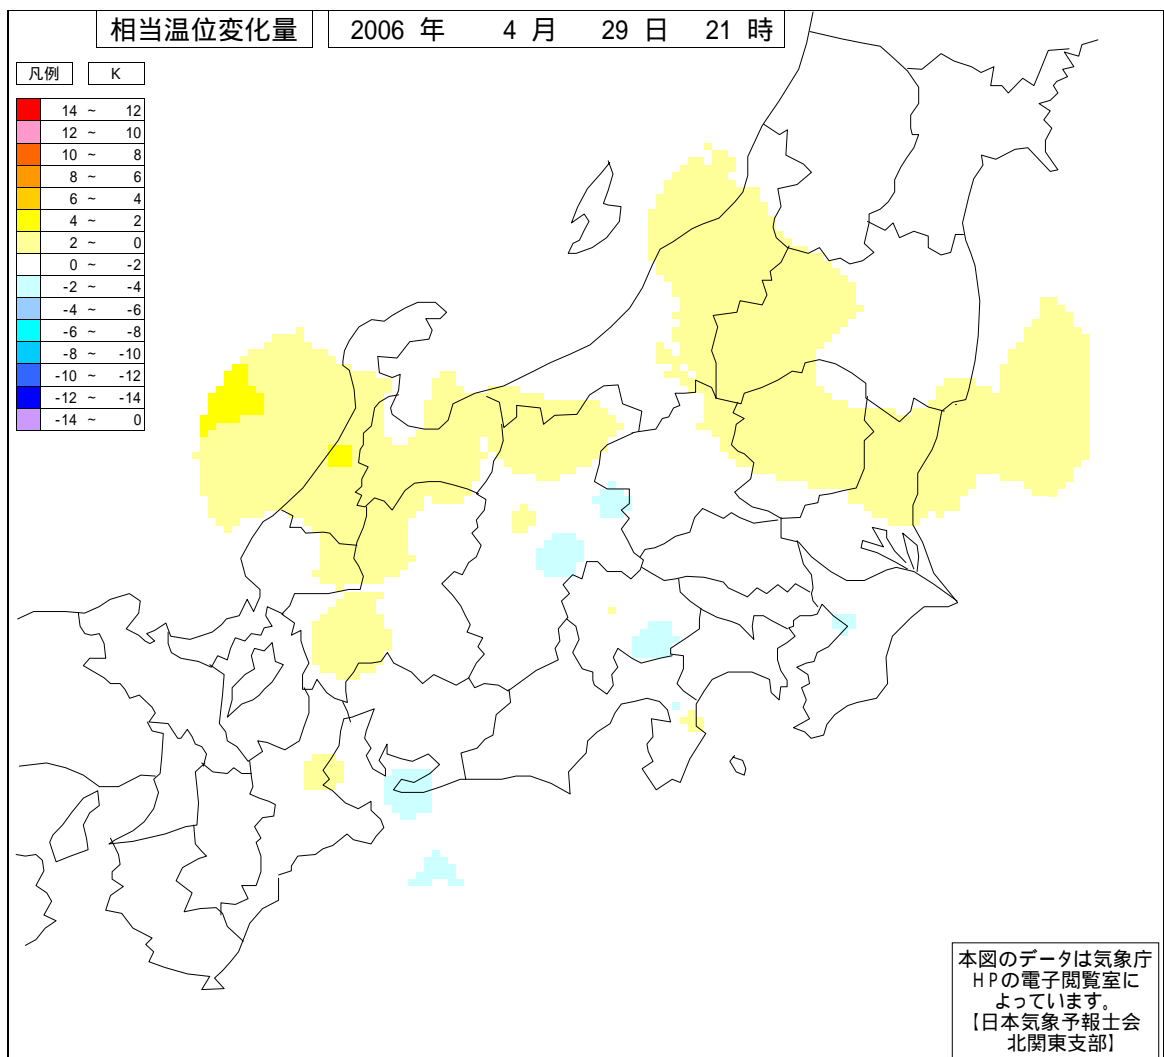 相当温位変化量 2006 年 4 月 29 日 21 時
凡例 K
14 ~ 12
12 ~ 10
10 ~ 8
8 ~ 6
6 ~ 4
4 ~ 2
2 ~ 0
0 ~ -2
-2 ~ -4
-4 ~ -6
-6 ~ -8
-8 ~ -10
-10 ~ -12
-12 ~ -14
-14 ~ 0
本図のデータは気象庁
HPの電子閲覧室に
よっています。
【日本気象予報士会
北関東支部】